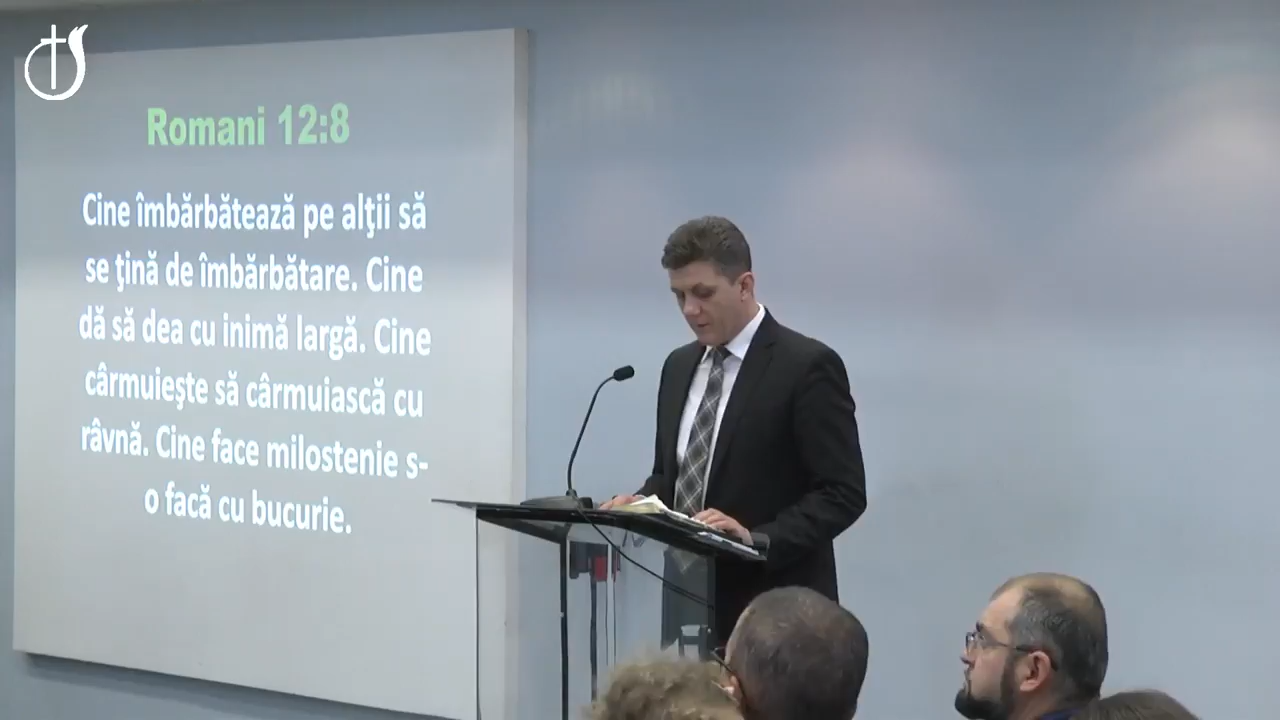 Romani 12:8
Cine îmbărbătează pe alţii să
se ţină de îmbărbătare. Cine
dă să dea cu inimă largă. Cine
cârmuieşte să cârmuiască cu
râvnă. Cine face milostenie s-
o facă cu bucurie.